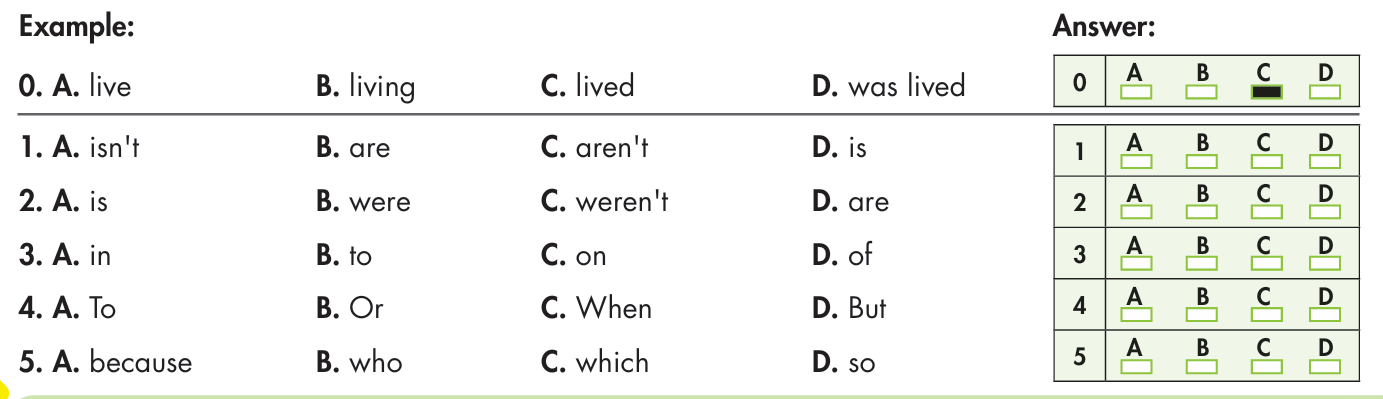 Example: Answer:
0. A. live B. living C. lived D. was lived 0 A B C D
1. A. isn't B. are C. aren't D. is 1 A B C D
2. A. is B. were C. weren't D. are 2 A B C D
3. A. in B. to C. on D. of 3 A B C D
4. A. To B. Or C. When D. But 4 A B C D
5. A. because B. who C. which D. so 5 A B C D